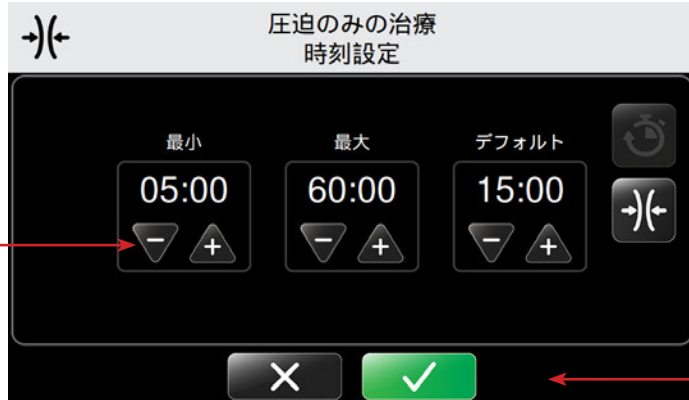 圧迫のみの治療
時刻設定
最小 最大 デフォルト
05:00 60:00 15:00
− + − + − +